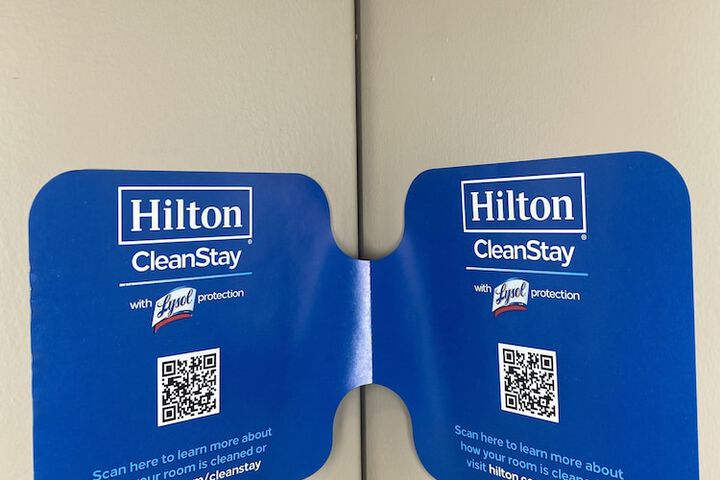 Hilton
CleanStay
with Lysol protection
Scan here to learn more about
your room is cleaned or
m/cleanstay
Hilton
CleanStay
with Lysol protection
Scan here to learn more about
how your room is cleaned
visit hilton.co